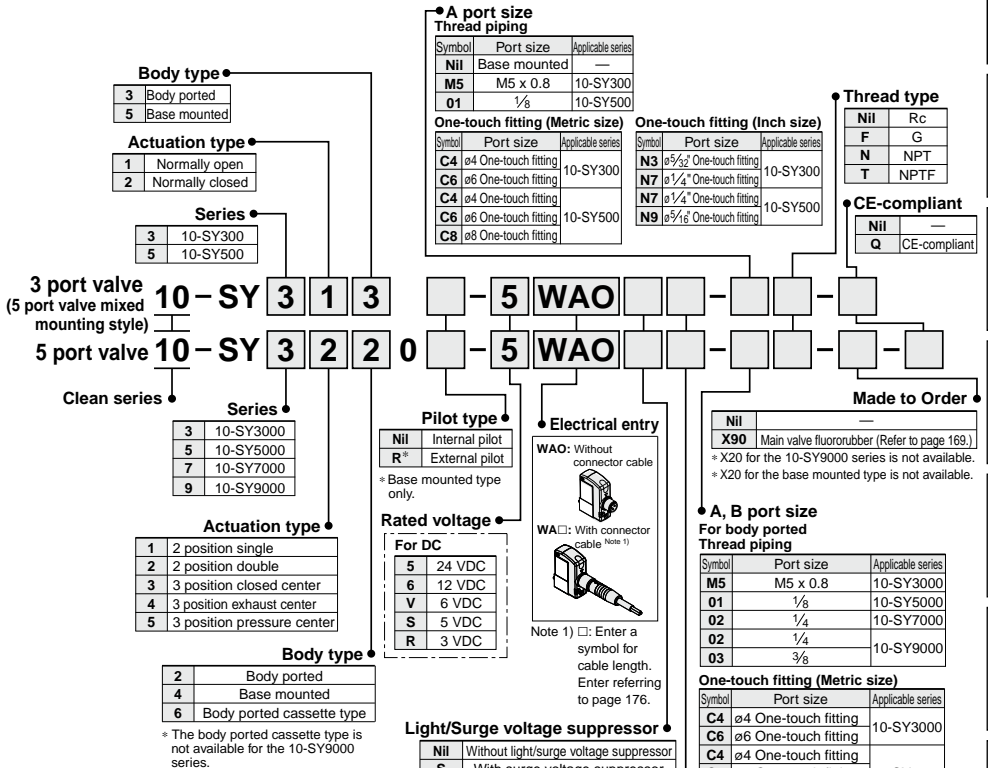 A port size
Thread piping
Symbol Port size Applicable series
Nil Base mounted —
M5 M5 x 0.8 10-SY300
01 1/8 10-SY500
One-touch fitting (Metric size)
Symbol Port size Applicable series
C4 ø4 One-touch fitting 10-SY300
C6 ø6 One-touch fitting
C4 ø4 One-touch fitting 10-SY500
C6 ø6 One-touch fitting
C8 ø8 One-touch fitting
One-touch fitting (Inch size)
Symbol Port size Applicable series
N3 ø5/32" One-touch fitting 10-SY300
N7 ø1/4" One-touch fitting
N7 ø1/4" One-touch fitting 10-SY500
N9 ø5/16" One-touch fitting
Body type
3 Body ported
5 Base mounted
Actuation type
1 Normally open
2 Normally closed
Series
3 10-SY300
5 10-SY500
Thread type
Nil Rc
F G
N NPT
T NPTF
CE-compliant
Nil —
Q CE-compliant
3 port valve
(5 port valve mixed
mounting style)
10 – SY 3 1 3 – 5 WAO – –
5 port valve 10 – SY 3 2 2 0 – 5 WAO – – –
Clean series
Series
3 10-SY3000
5 10-SY5000
7 10-SY7000
9 10-SY9000
Actuation type
1 2 position single
2 2 position double
3 3 position closed center
4 3 position exhaust center
5 3 position pressure center
Body type
2 Body ported
4 Base mounted
6 Body ported cassette type
* The body ported cassette type is
not available for the 10-SY9000
series.
Pilot type
Nil Internal pilot
R* External pilot
* Base mounted type
only.
Rated voltage
For DC
5 24 VDC
6 12 VDC
V 6 VDC
S 5 VDC
R 3 VDC
Electrical entry
WAO: Without
connector cable
WA□: With connector
cable Note 1)
Note 1) □: Enter a
symbol for
cable length.
Enter referring
to page 176.
Light/Surge voltage suppressor
Nil Without light/surge voltage suppressor
S With surge voltage suppressor
Made to Order
Nil —
X90 Main valve fluororubber (Refer to page 169.)
* X20 for the 10-SY9000 series is not available.
* X20 for the base mounted type is not available.
A, B port size
For body ported
Thread piping
Symbol Port size Applicable series
M5 M5 x 0.8 10-SY3000
01 1/8 10-SY5000
02 1/4 10-SY7000
02 1/4 10-SY9000
03 3/8
One-touch fitting (Metric size)
Symbol Port size Applicable series
C4 ø4 One-touch fitting 10-SY3000
C6 ø6 One-touch fitting
C4 ø4 One-touch fitting